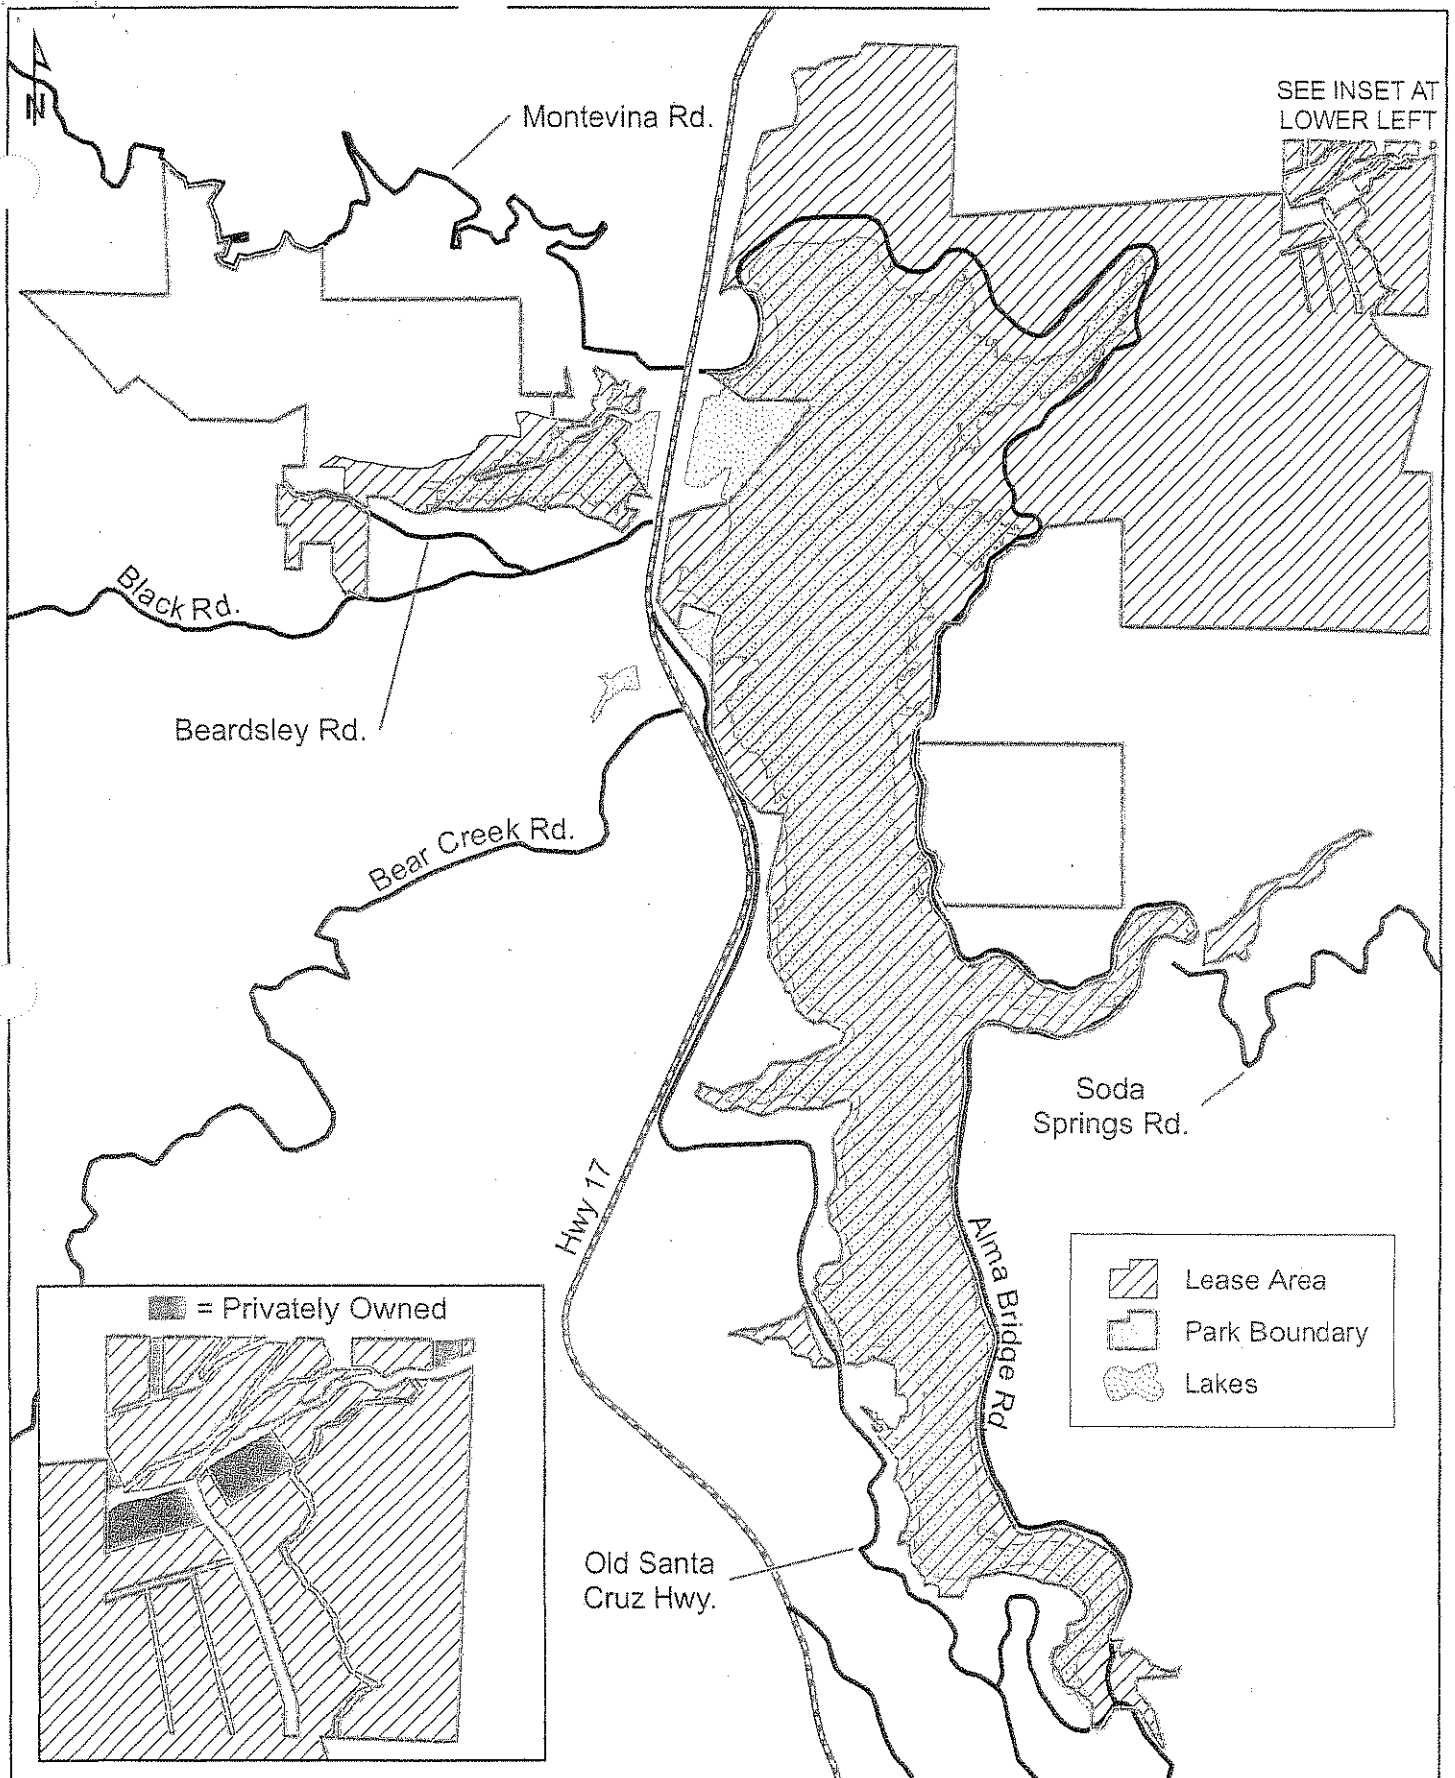 N
Montevina Rd.
SEE INSET AT
LOWER LEFT
Black Rd.
Beardsley Rd.
Bear Creek Rd.
Soda
Springs Rd.
Hwy 17
Alma Bridge Rd
Lease Area
Park Boundary
Lakes
= Privately Owned
Old Santa
Cruz Hwy.